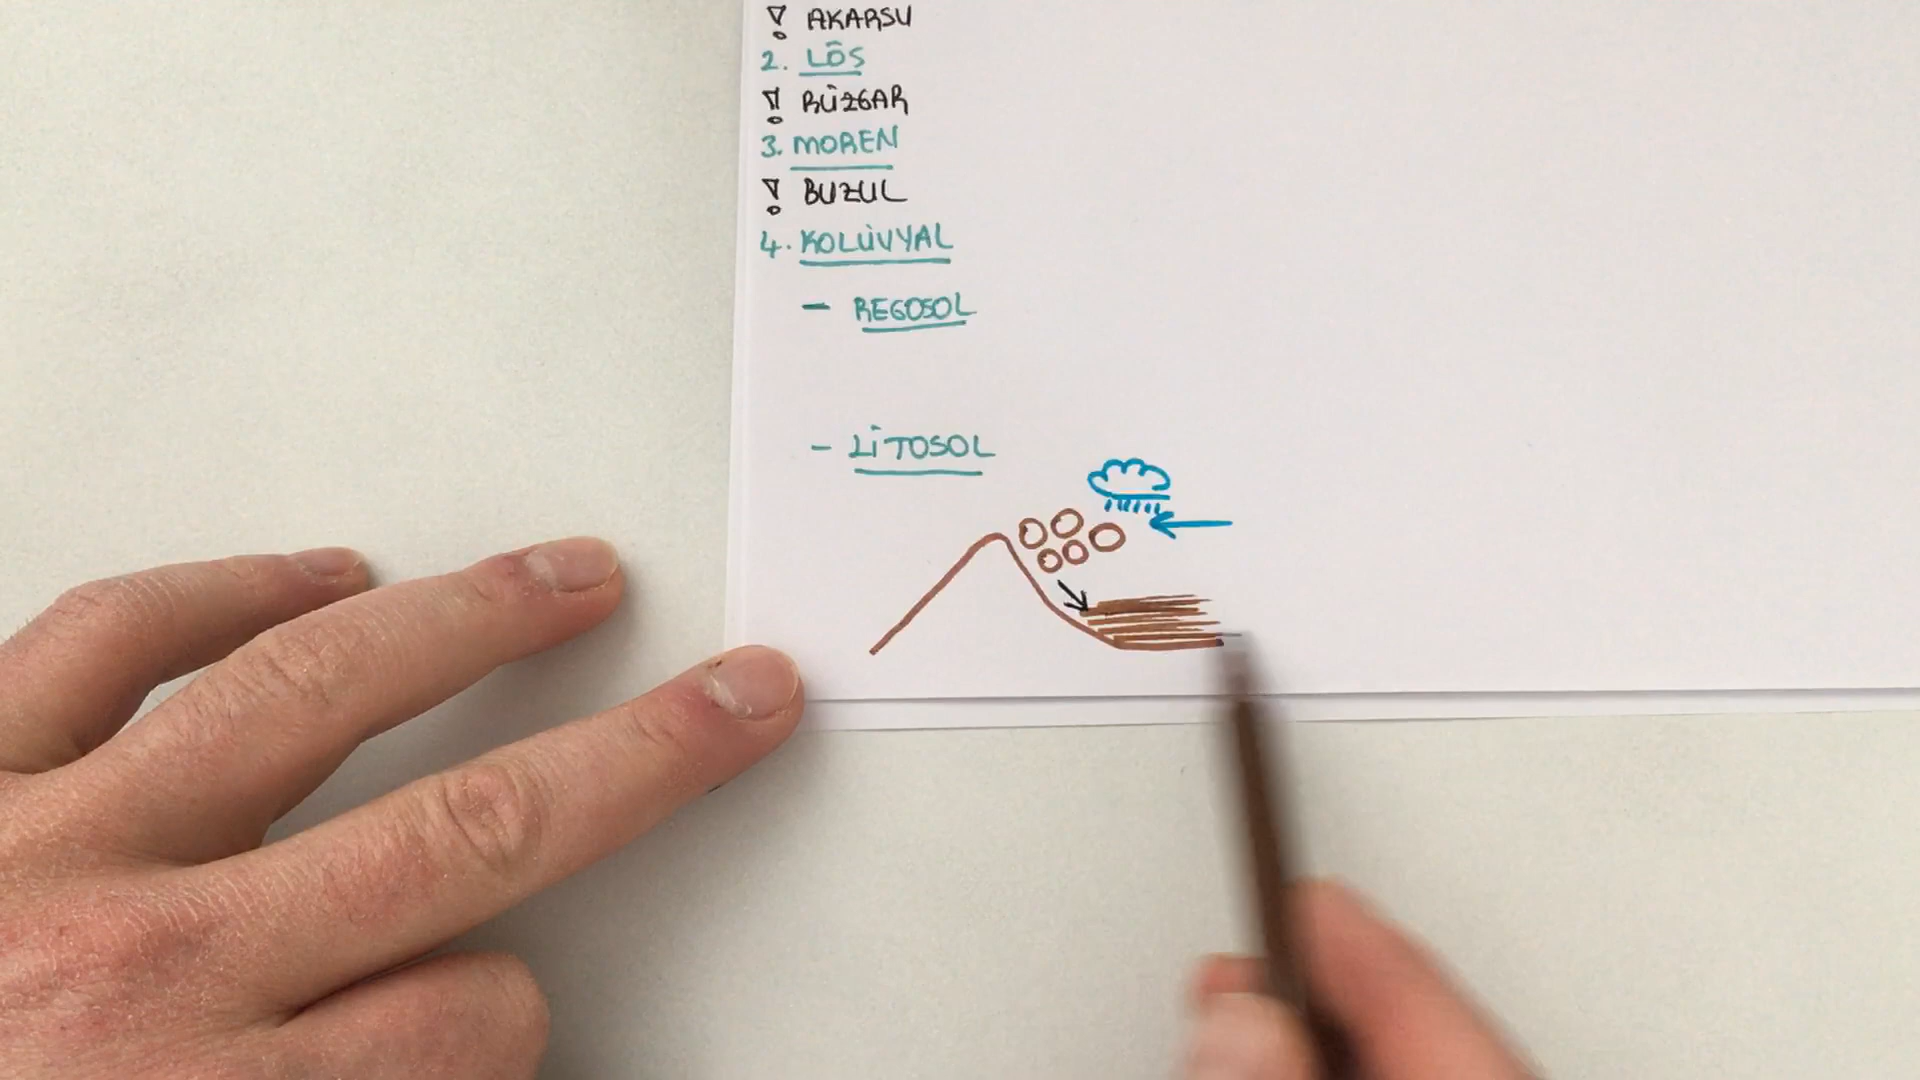 ! AKARSU
2. LÖS
! RÜZGAR
3. MOREN
! BUZUL
4. KOLÜVYAL
- REGOSOL
- LİTOSOL